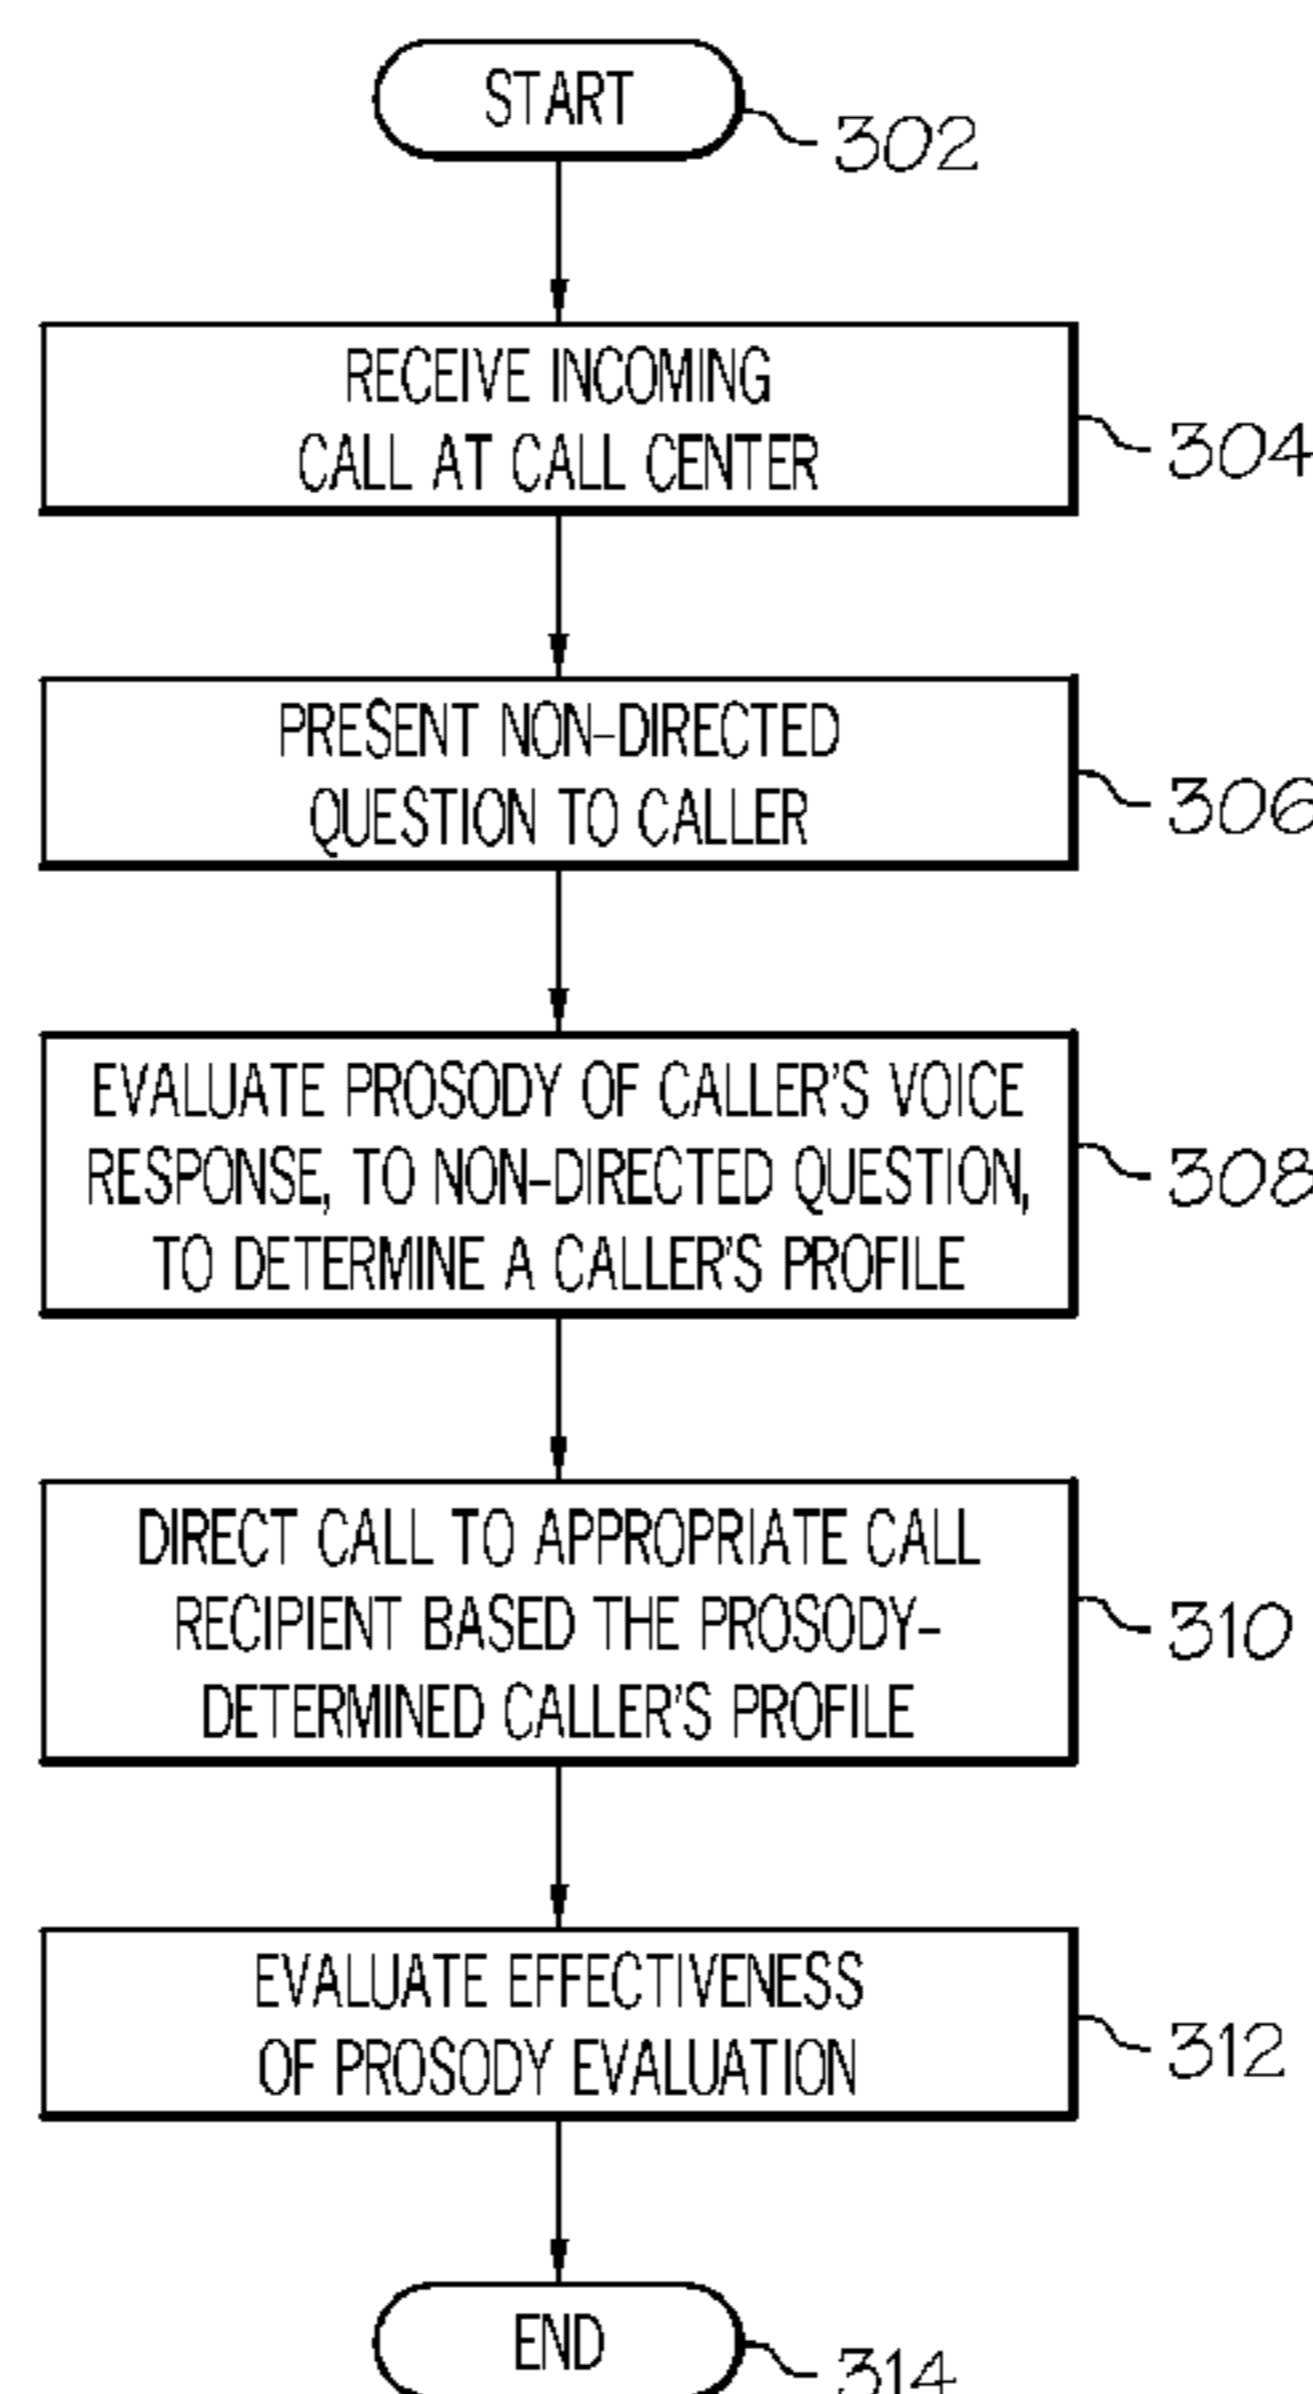 START
302
RECEIVE INCOMING
CALL AT CALL CENTER
304
PRESENT NON-DIRECTED
QUESTION TO CALLER
306
EVALUATE PROSODY OF CALLER'S VOICE
RESPONSE, TO NON-DIRECTED QUESTION,
TO DETERMINE A CALLER'S PROFILE
308
DIRECT CALL TO APPROPRIATE CALL
RECIPIENT BASED THE PROSODY-
DETERMINED CALLER'S PROFILE
310
EVALUATE EFFECTIVENESS
OF PROSODY EVALUATION
312
END
314